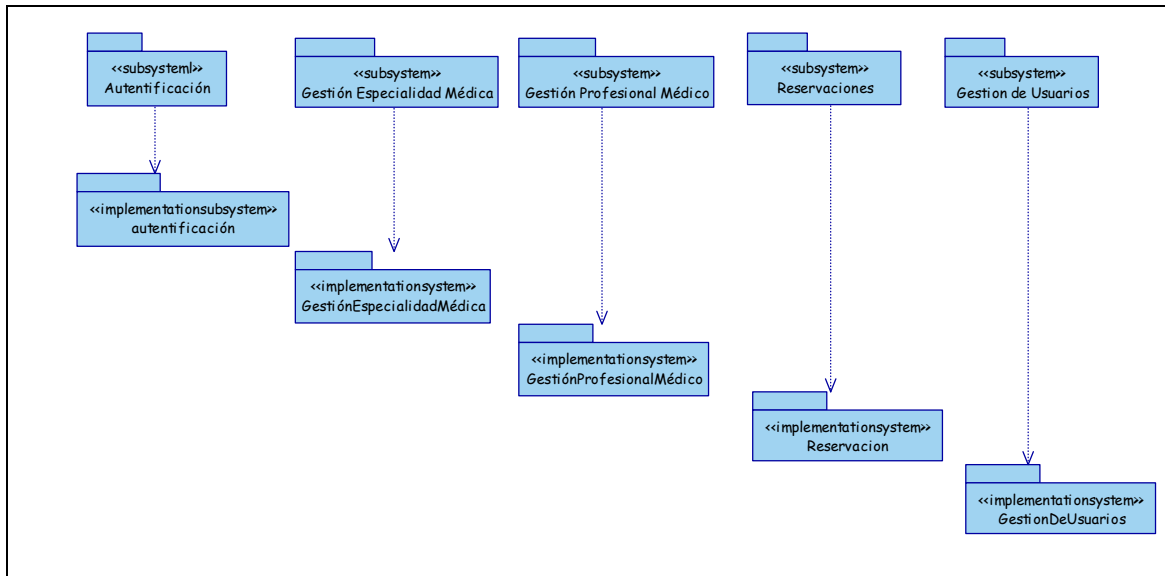 <<subsysteml>>
Autentificación
<<subsystem>>
Gestión Especialidad Médica
<<subsystem>>
Gestión Profesional Médico
<<subsystem>>
Reservaciones
<<subsystem>>
Gestion de Usuarios
<<implementationsubsystem>>
autentificación
<<implementationsystem>>
GestiónEspecialidadMédica
<<implementationsystem>>
GestiónProfesionalMédico
<<implementationsystem>>
Reservacion
<<implementationsystem>>
GestionDeUsuarios